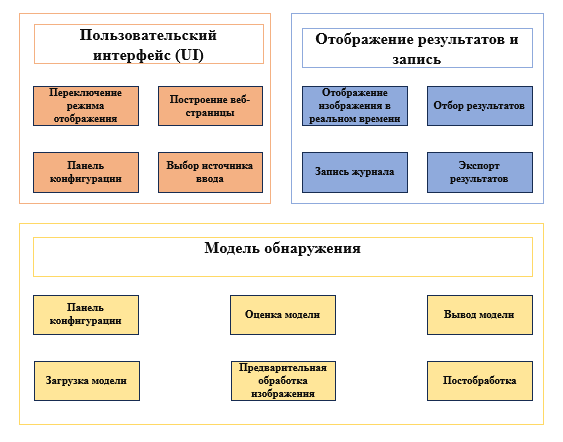 Пользовательский
интерфейс (UI)
Переключение
режима
отображения
Построение веб-
страницы
Панель
конфигурации
Выбор источника
ввода
Отображение результатов и
запись
Отображение
изображения в
реальном времени
Отбор результатов
Запись журнала
Экспорт
результатов
Модель обнаружения
Панель
конфигурации
Оценка модели
Вывод модели
Загрузка модели
Предварительная
обработка
изображения
Постобработка